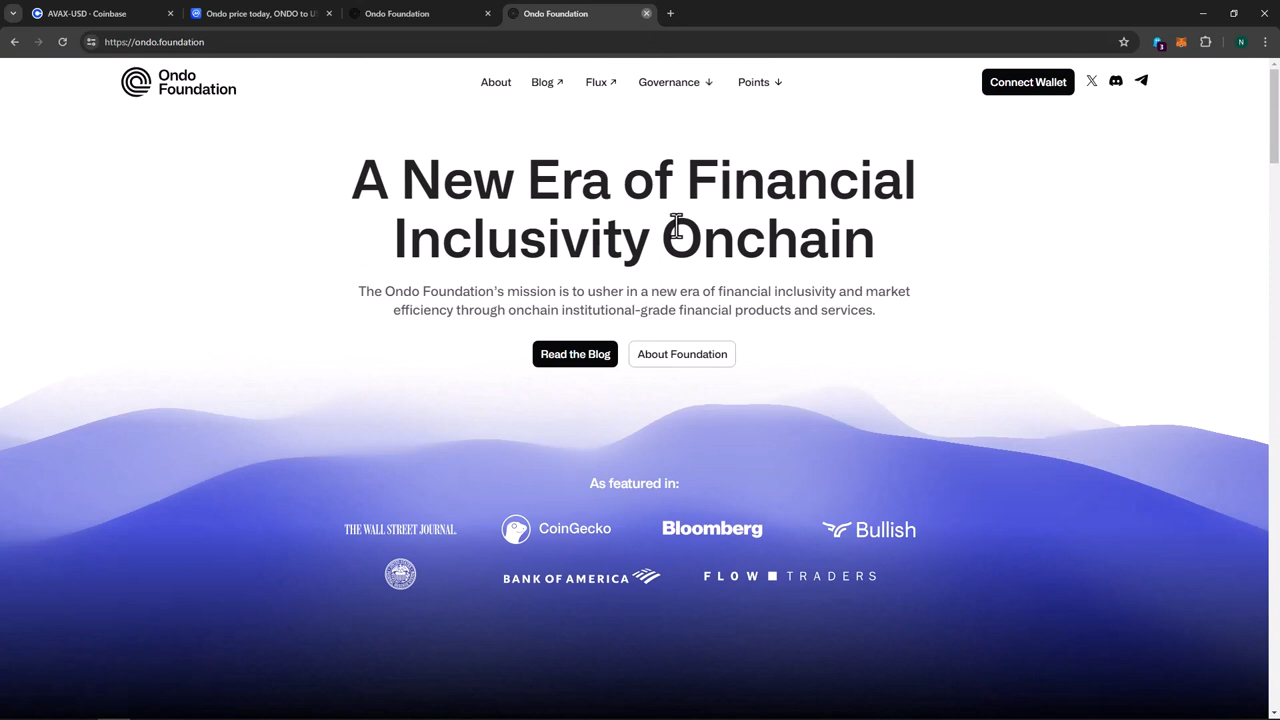 AVAX-USD - Coinbase
Ondo price today, ONDO to U
Ondo Foundation
Ondo Foundation
https://ondo.foundation
3
N
Ondo
Foundation
About
Blog
Flux
Governance
Points
Connect Wallet
A New Era of Financial
Inclusivity Onchain
The Ondo Foundation's mission is to usher in a new era of financial inclusivity and market
efficiency through onchain institutional-grade financial products and services.
Read the Blog
About Foundation
As featured in:
THE WALL STREET JOURNAL.
CoinGecko
Bloomberg
Bullish
BANK OF AMERICA
FLOW TRADERS